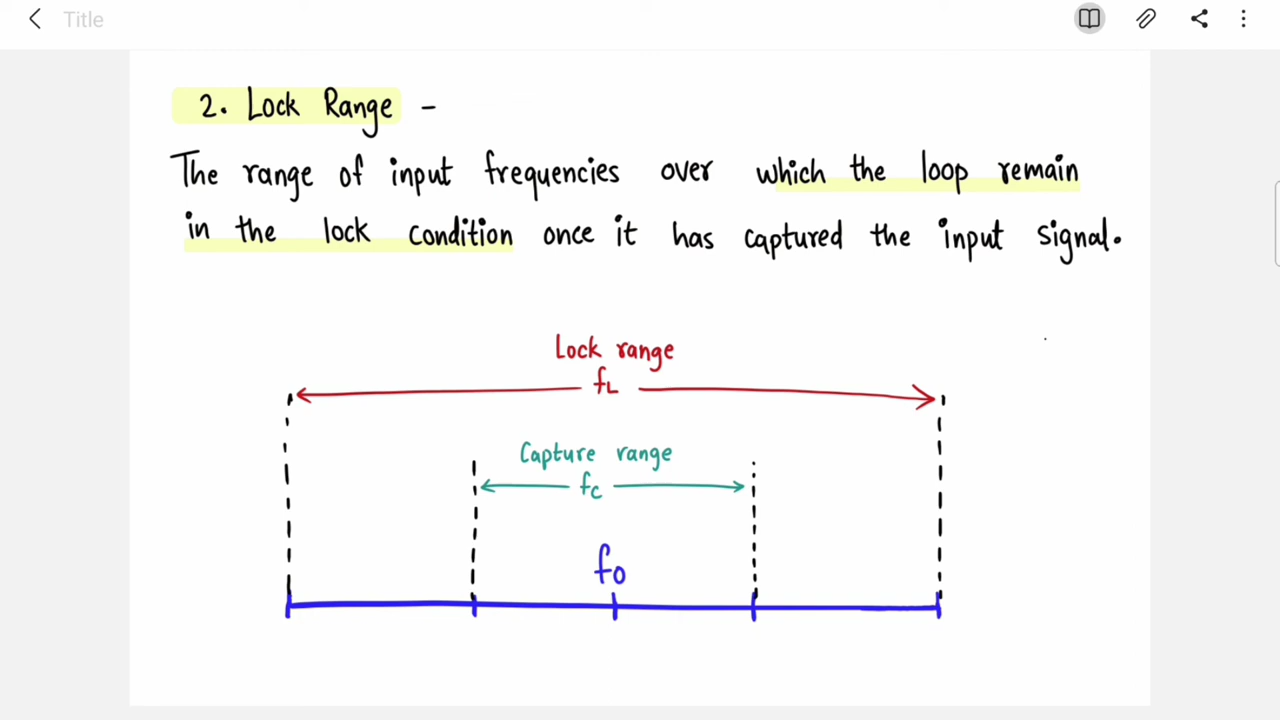 Title
2. Lock Range -
The range of input frequencies over which the loop remain
in the lock condition once it has captured the input signal.
Lock range
fL
Capture range
fc
fo